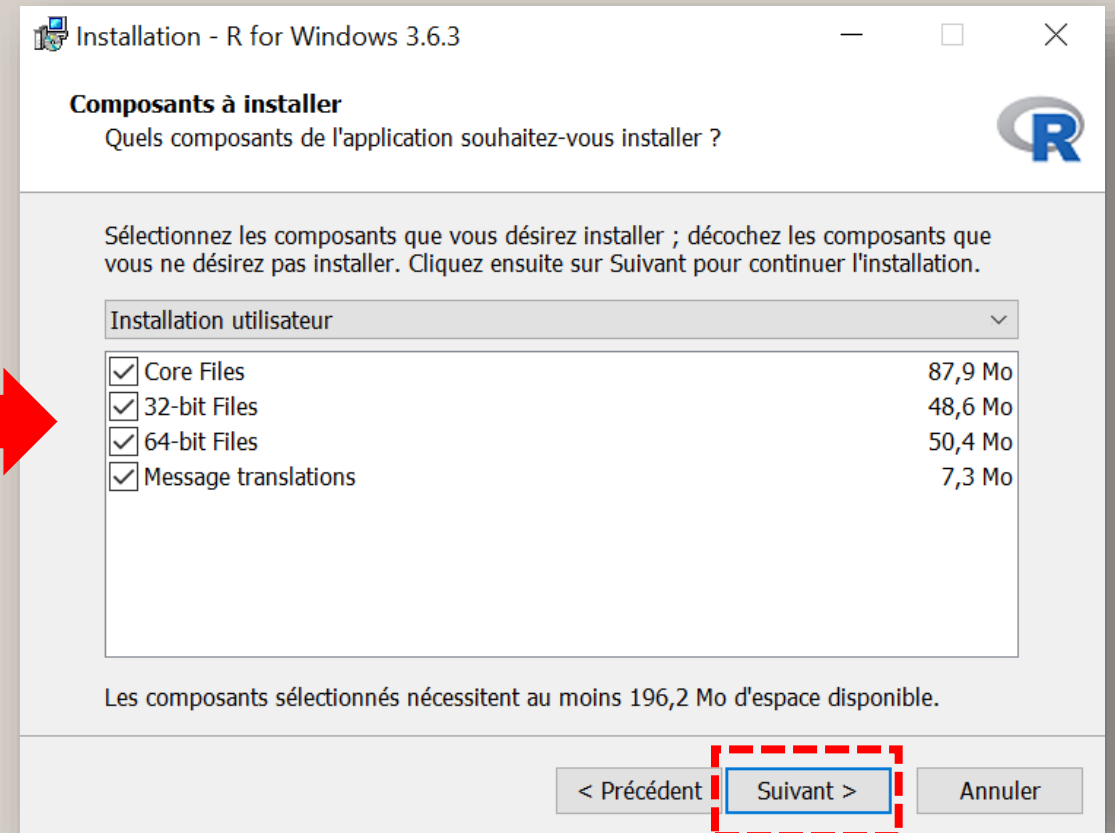 Installation - R for Windows 3.6.3
Composants à installer
Quels composants de l'application souhaitez-vous installer ?
R
Sélectionnez les composants que vous désirez installer ; décochez les composants que
vous ne désirez pas installer. Cliquez ensuite sur Suivant pour continuer l'installation.
Installation utilisateur
Core Files 87,9 Mo
32-bit Files 48,6 Mo
64-bit Files 50,4 Mo
Message translations 7,3 Mo
Les composants sélectionnés nécessitent au moins 196,2 Mo d'espace disponible.
< Précédent Suivant > Annuler